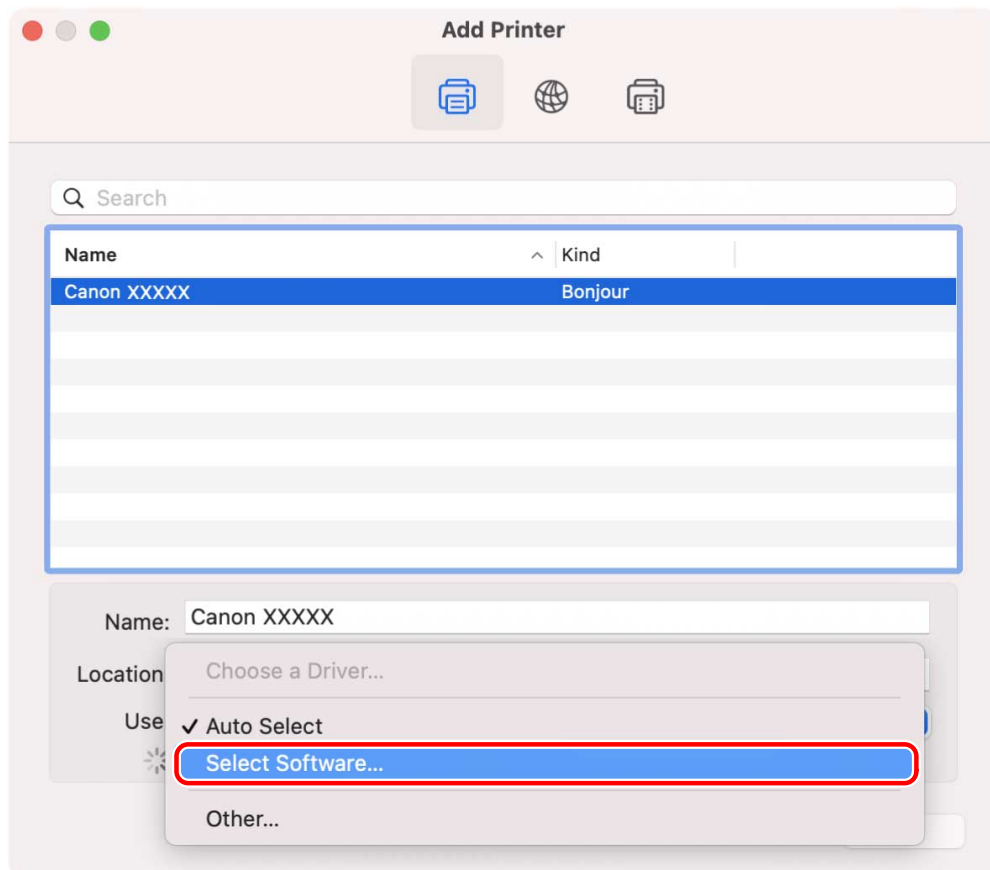 Add Printer
Search
Name Kind
Canon XXXXX Bonjour
Name: Canon XXXXX
Location
Choose a Driver...
Use
✓ Auto Select
Select Software...
Other...